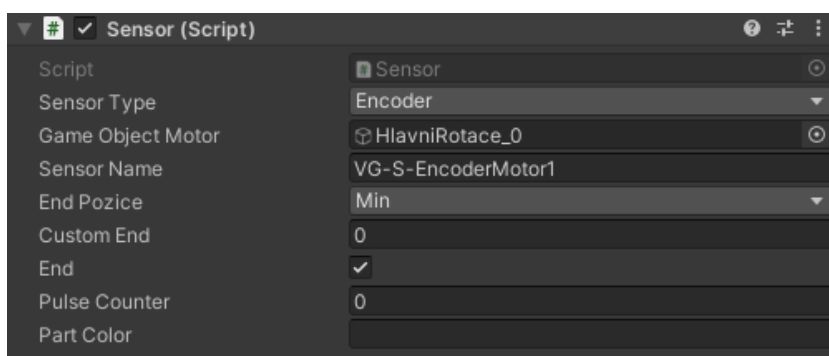 Sensor (Script)
Script Sensor
Sensor Type Encoder
Game Object Motor HlavniRotace_0
Sensor Name VG-S-EncoderMotor1
End Pozice Min
Custom End 0
End
Pulse Counter 0
Part Color